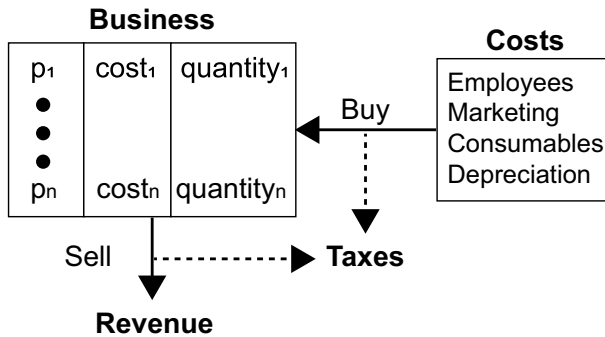 Business
p₁ cost₁ quantity₁
pₙ costₙ quantityₙ
Costs
Employees
Marketing
Consumables
Depreciation
Buy
Sell
Taxes
Revenue